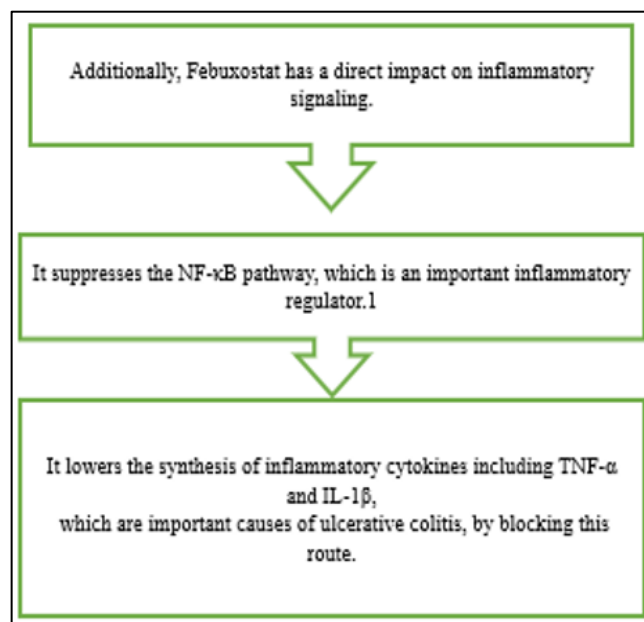 Additionally, Febuxostat has a direct impact on inflammatory
signaling.
It suppresses the NF-κB pathway, which is an important inflammatory
regulator.1
It lowers the synthesis of inflammatory cytokines including TNF-α
and IL-1β,
which are important causes of ulcerative colitis, by blocking this
route.